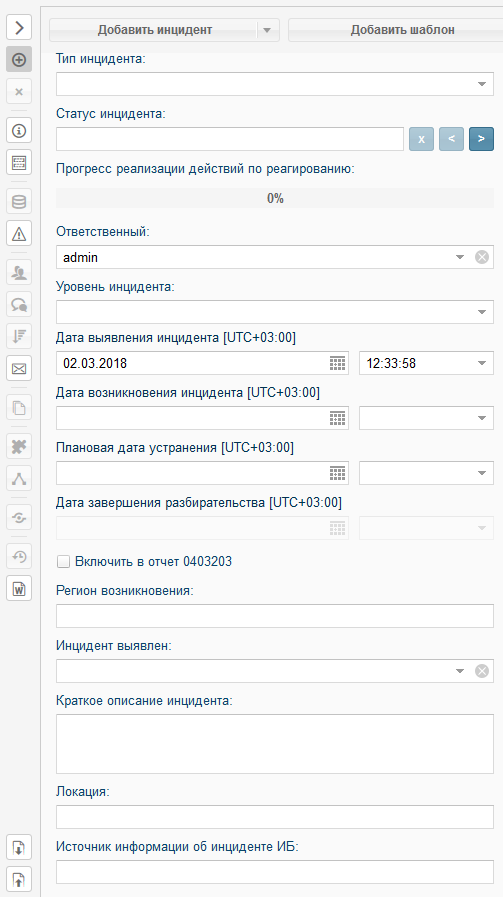 Добавить инцидент
Добавить шаблон
Тип инцидента:
Статус инцидента:
x < >
Прогресс реализации действий по реагированию:
0%
Ответственный:
admin
Уровень инцидента:
Дата выявления инцидента [UTC+03:00]
02.03.2018 12:33:58
Дата возникновения инцидента [UTC+03:00]
Плановая дата устранения [UTC+03:00]
Дата завершения разбирательства [UTC+03:00]
Включить в отчет 0403203
Регион возникновения:
Инцидент выявлен:
Краткое описание инцидента:
Локация:
Источник информации об инциденте ИБ: